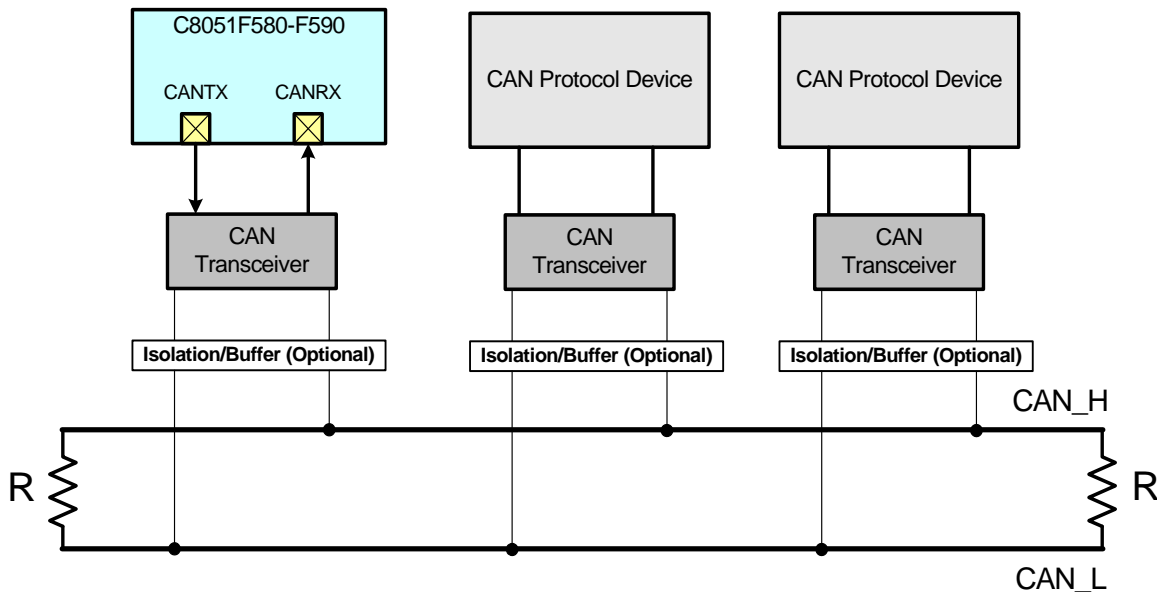 C8051F580-F590
CANTX
CANRX
CAN Protocol Device
CAN Protocol Device
CAN
Transceiver
CAN
Transceiver
CAN
Transceiver
Isolation/Buffer (Optional)
Isolation/Buffer (Optional)
Isolation/Buffer (Optional)
CAN_H
R
R
CAN_L